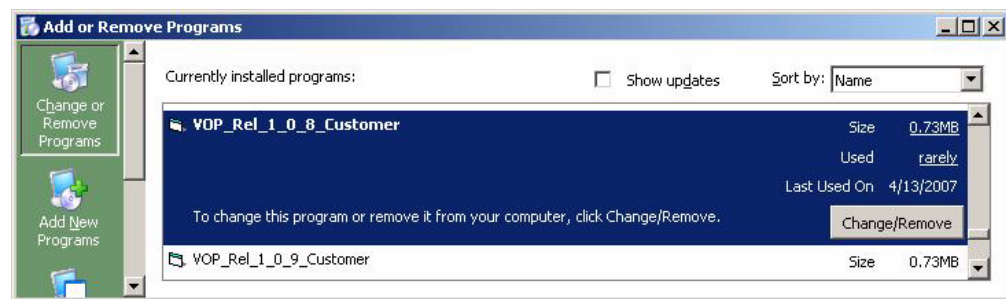 Add or Remove Programs
Change or
Remove
Programs
Add New
Programs
Currently installed programs:
Show updates
Sort by: Name
VOP_Rel_1_0_8_Customer
Size 0.73MB
Used rarely
Last Used On 4/13/2007
To change this program or remove it from your computer, click Change/Remove.
Change/Remove
VOP_Rel_1_0_9_Customer
Size 0.73MB